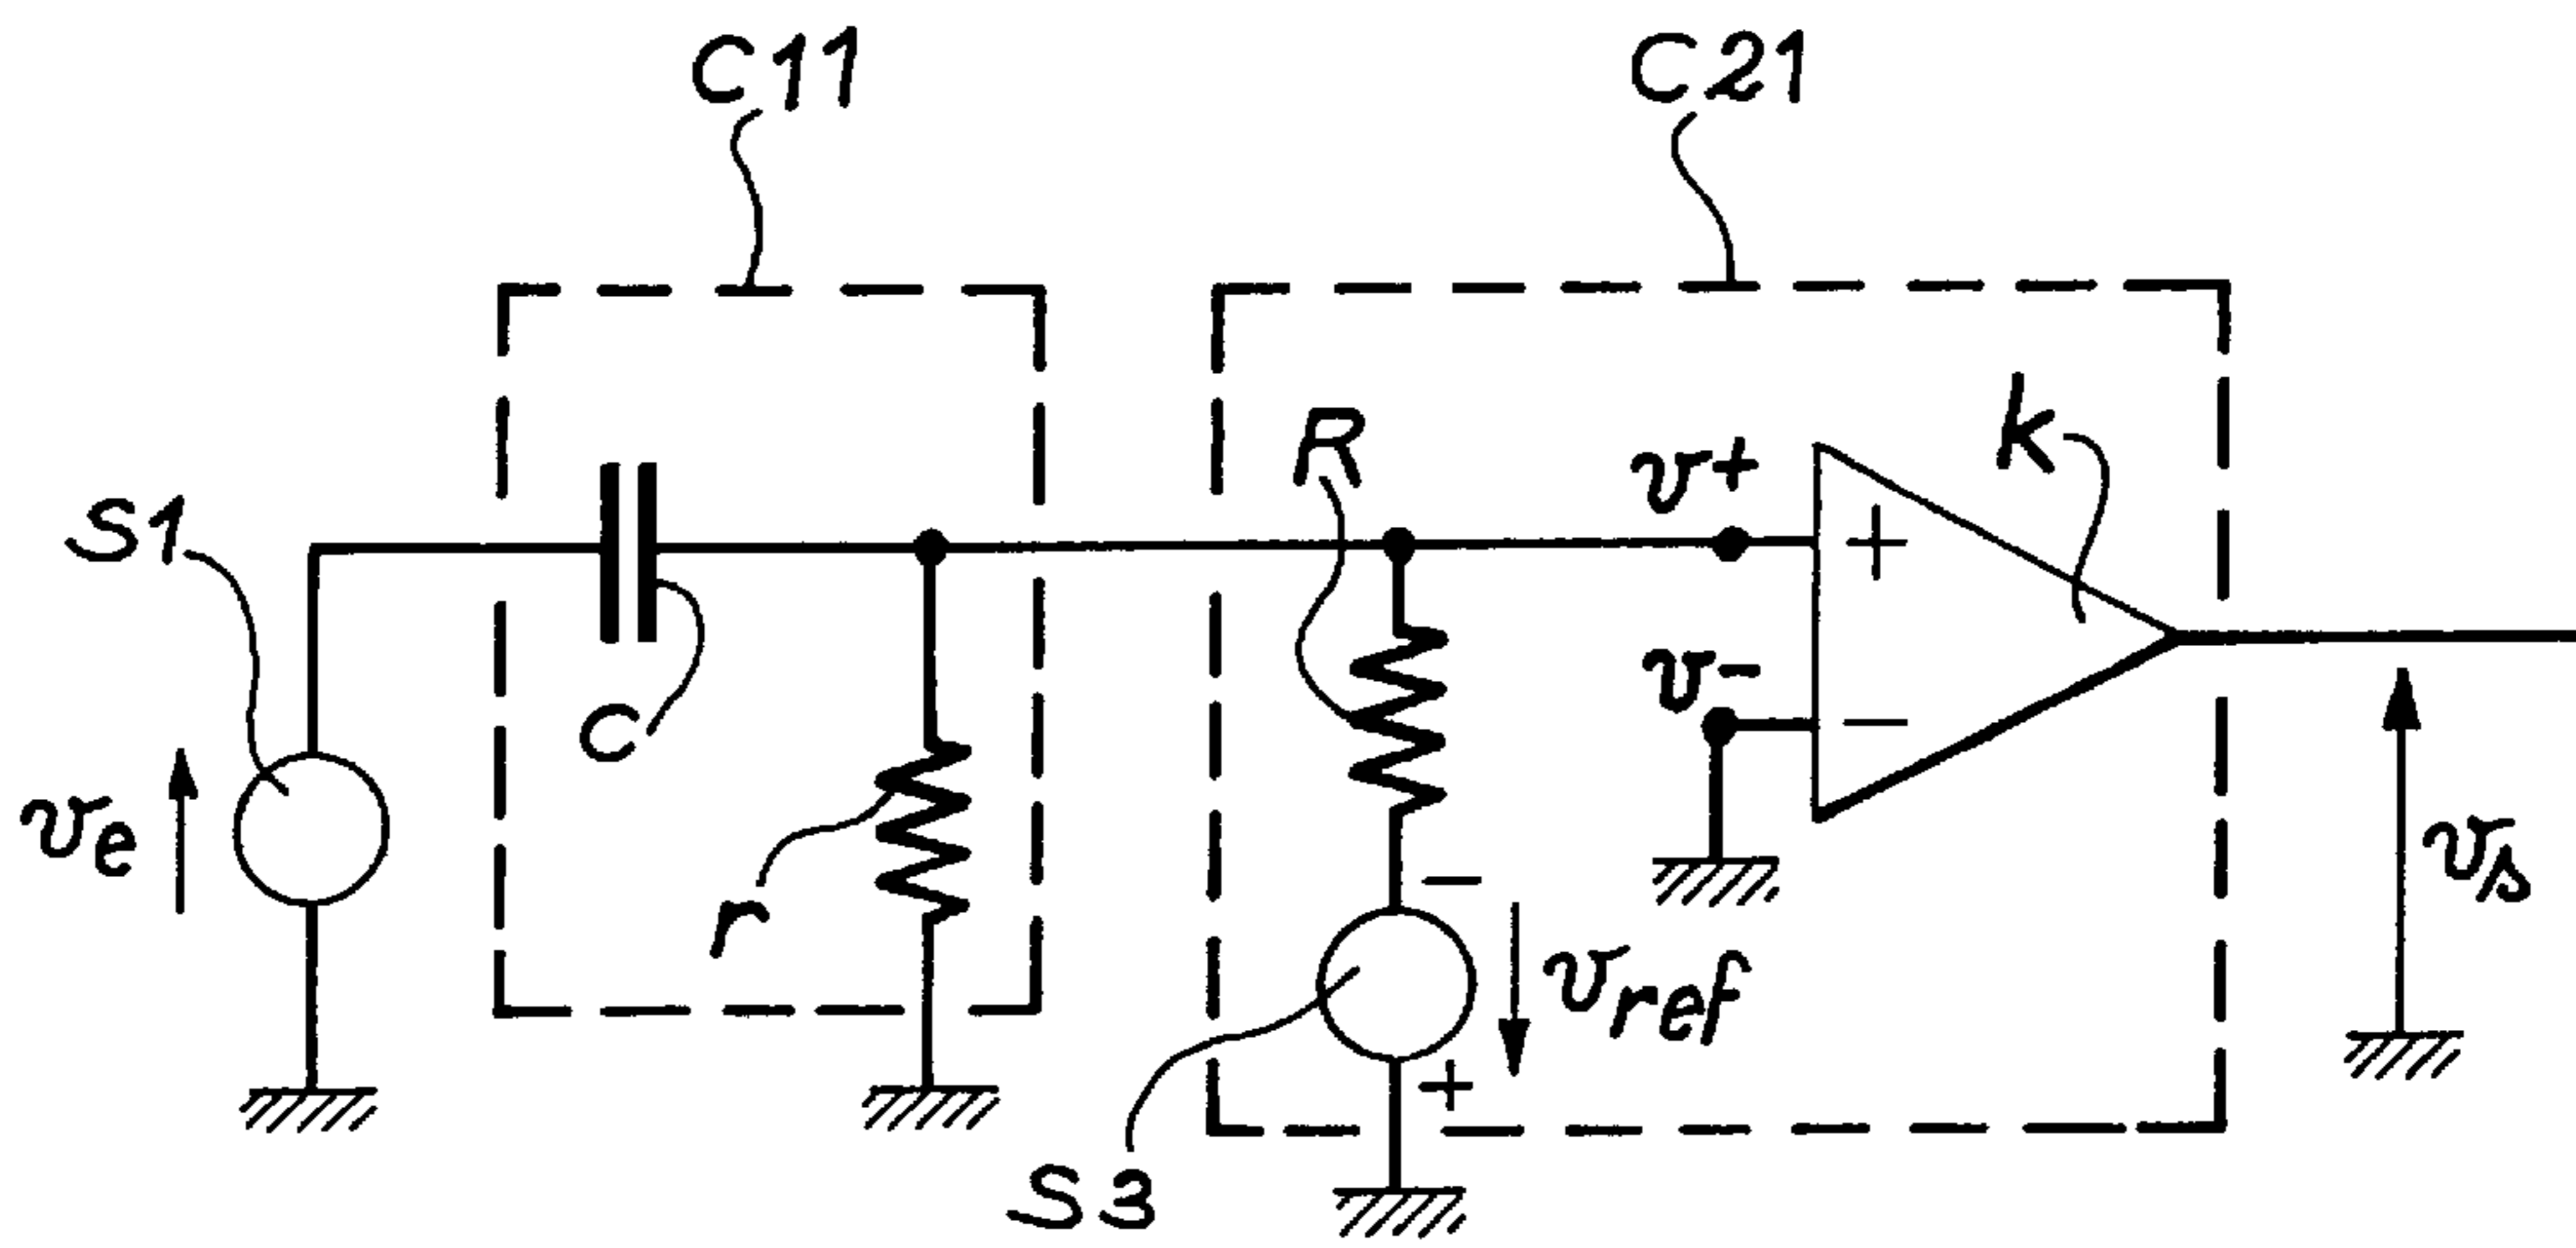 C11
C21
S1
R
v+
k
+
v-
-
C
ve
r
-
vref
vs
+
S3